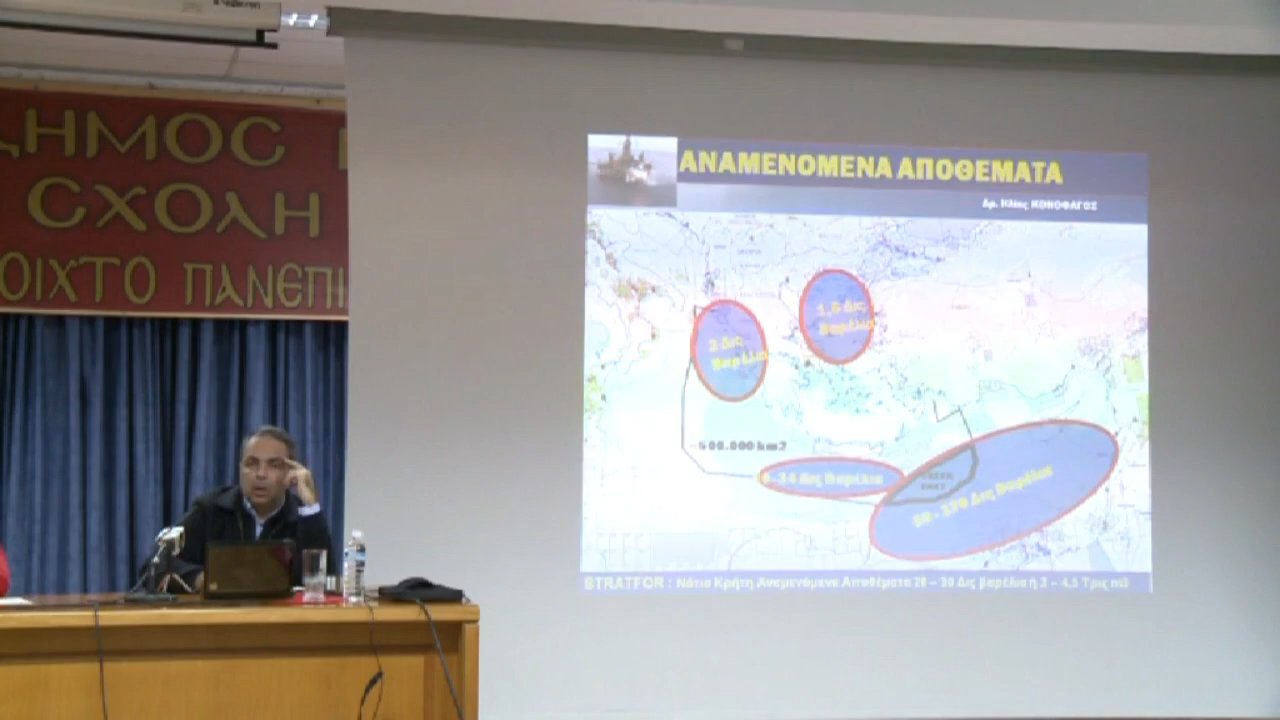 ΔΗΜΟΣ
ΣΧΟΛΗ
ΟΙΧΤΟ ΠΑΝΕΠΙ
ΑΝΑΜΕΝΟΜΕΝΑ ΑΠΟΘΕΜΑΤΑ
Δρ. Ηλίας ΚΟΝΟΦΑΓΟΣ
1,5 Δις
Βαρέλια
2 Δις
Βαρέλια
~500.000 km2
Δις Βαρέλια
Δις Βαρέλια
STRATFOR : Νότια Κρήτη Αναμενόμενα Αποθέματα 20 – 30 Δις βαρέλια ή 3 – 4,5 Τρις m3